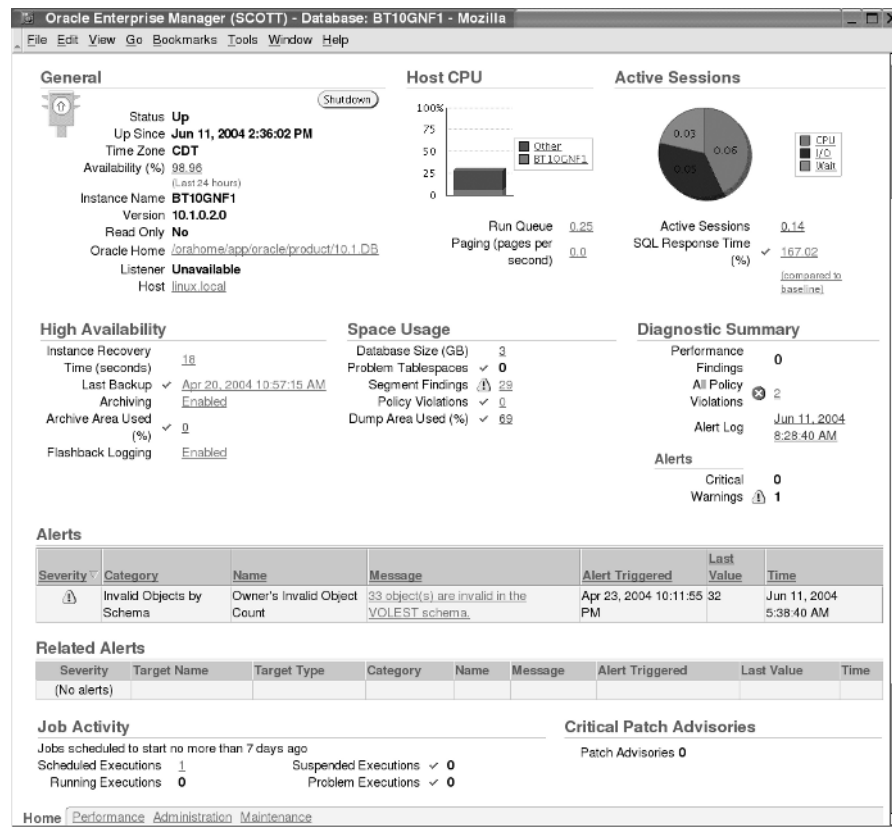 Oracle Enterprise Manager (SCOTT) - Database: BT10GNF1 - Mozilla
File Edit View Go Bookmarks Tools Window Help
General
Shutdown
Status Up
Up Since Jun 11, 2004 2:36:02 PM
Time Zone CDT
Availability (%) 98.96
(Last 24 hours)
Instance Name BT10GNF1
Version 10.1.0.2.0
Read Only No
Oracle Home /orahome/app/oracle/product/10.1.DB
Listener Unavailable
Host linux.local
Host CPU
100%
75
50
25
0
Other
BT10GNF1
Run Queue 0.25
Paging (pages per second) 0.0
Active Sessions
0.03
0.06
0.05
CPU
I/O
Wait
Active Sessions 0.14
SQL Response Time (%) 167.02
(compared to baseline)
High Availability
Instance Recovery Time (seconds) 18
Last Backup Apr 20, 2004 10:57:15 AM
Archiving Enabled
Archive Area Used (%) 0
Flashback Logging Enabled
Space Usage
Database Size (GB) 3
Problem Tablespaces 0
Segment Findings 29
Policy Violations 0
Dump Area Used (%) 69
Diagnostic Summary
Performance Findings 0
All Policy Violations 2
Alert Log Jun 11, 2004 8:28:40 AM
Alerts
Critical 0
Warnings 1
Alerts
Severity Category Name Message Alert Triggered Last Value Time
Invalid Objects by Schema Owner's Invalid Object Count 33 object(s) are invalid in the VOLEST schema. Apr 23, 2004 10:11:55 PM 32 Jun 11, 2004 5:38:40 AM
Related Alerts
Severity Target Name Target Type Category Name Message Alert Triggered Last Value Time
(No alerts)
Job Activity
Jobs scheduled to start no more than 7 days ago
Scheduled Executions 1 Suspended Executions 0
Running Executions 0 Problem Executions 0
Critical Patch Advisories
Patch Advisories 0
Home Performance Administration Maintenance